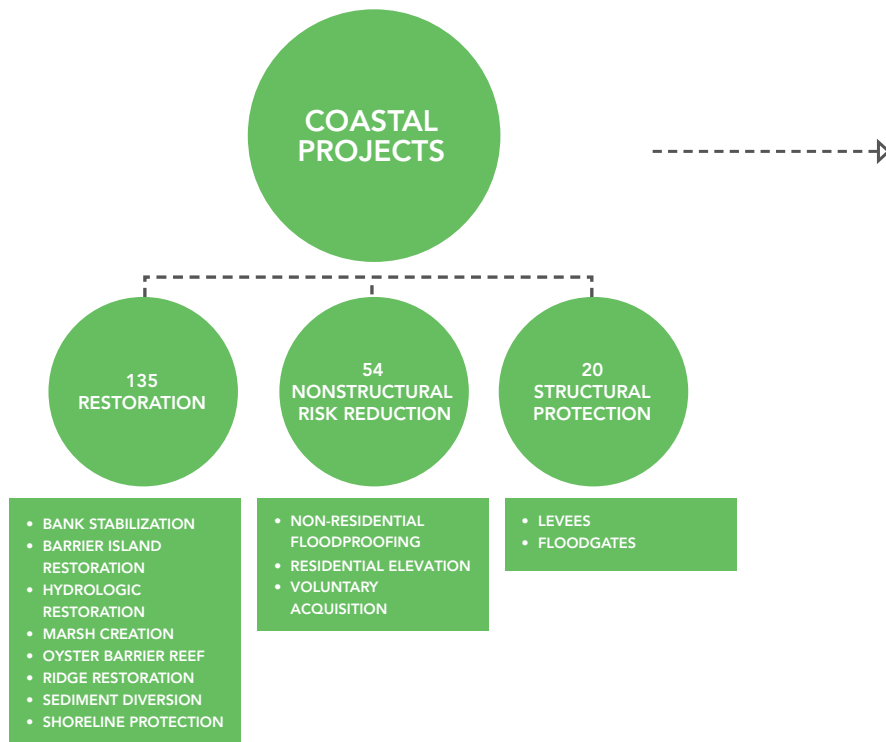 COASTAL
PROJECTS
135
RESTORATION
54
NONSTRUCTURAL
RISK REDUCTION
20
STRUCTURAL
PROTECTION
• BANK STABILIZATION
• BARRIER ISLAND
RESTORATION
• HYDROLOGIC
RESTORATION
• MARSH CREATION
• OYSTER BARRIER REEF
• RIDGE RESTORATION
• SEDIMENT DIVERSION
• SHORELINE PROTECTION
• NON-RESIDENTIAL
FLOODPROOFING
• RESIDENTIAL ELEVATION
• VOLUNTARY
ACQUISITION
• LEVEES
• FLOODGATES